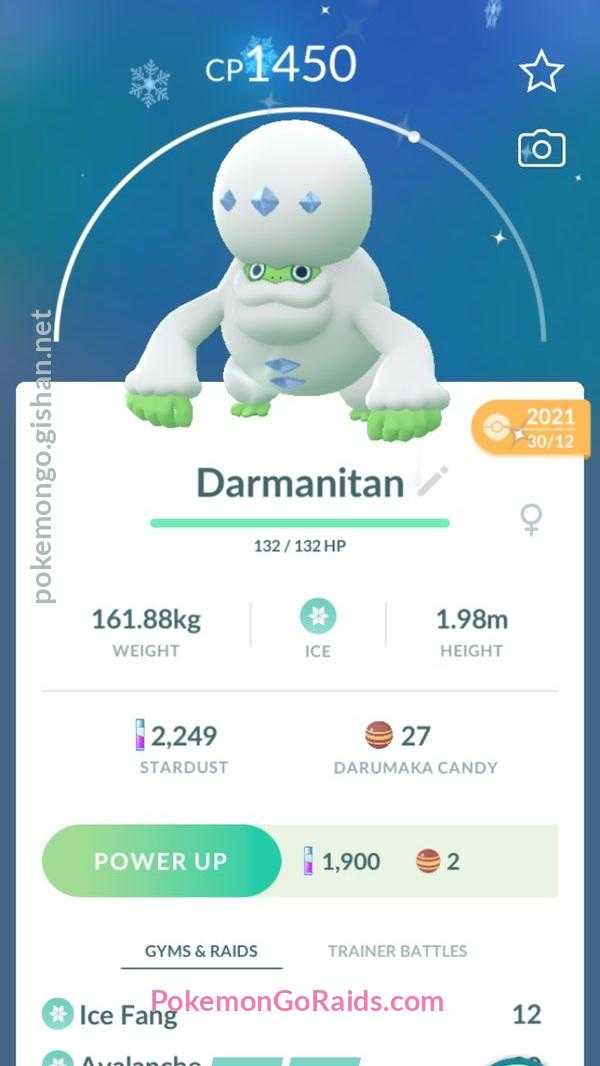 CP1450
2021
30/12
Darmanitan
132 / 132 HP
161.88kg
WEIGHT
ICE
1.98m
HEIGHT
2,249
STARDUST
27
DARUMAKA CANDY
POWER UP
1,900
2
GYMS & RAIDS
TRAINER BATTLES
Ice Fang 12
PokemonGoRaids.com
Avalanche
pokemongo.gishan.net